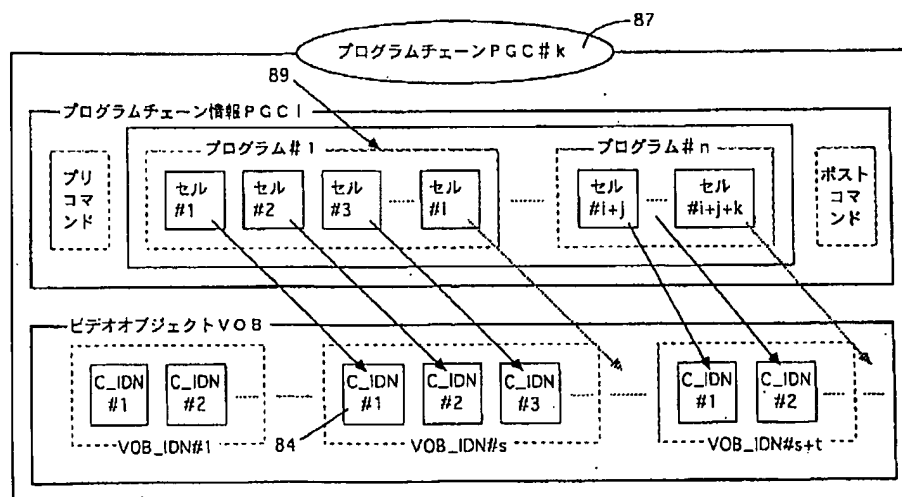 87
プログラムチェーンPGC#k
89
プログラムチェーン情報PGCI
プログラム#1
プログラム#n
プリ
コマ
ンド
セル
#1
セル
#2
セル
#3
……
セル
#i
……
セル
#i+j
……
セル
#i+j+k
ポスト
コマ
ンド
ビデオオブジェクトVOB
C_IDN
#1
C_IDN
#2
……
……
C_IDN
#1
C_IDN
#2
C_IDN
#3
……
……
C_IDN
#1
C_IDN
#2
……
……
VOB_IDN#1
84
VOB_IDN#s
VOB_IDN#s+t